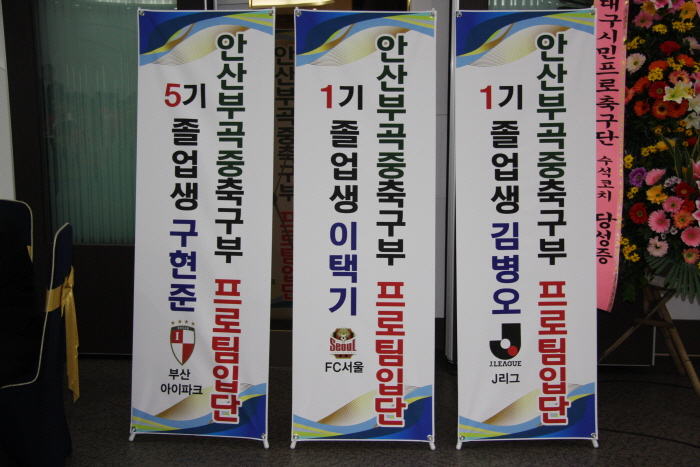 안산부곡중축구부 프로팀입단
5기 졸업생 구현준
부산
아이파크
안산부곡중축구부 프로팀입단
1기 졸업생 이택기
SEOUL
FC서울
안산부곡중축구부 프로팀입단
1기 졸업생 김병오
J.LEAGUE
J리그
대구시민프로축구단 수석코치 당성증